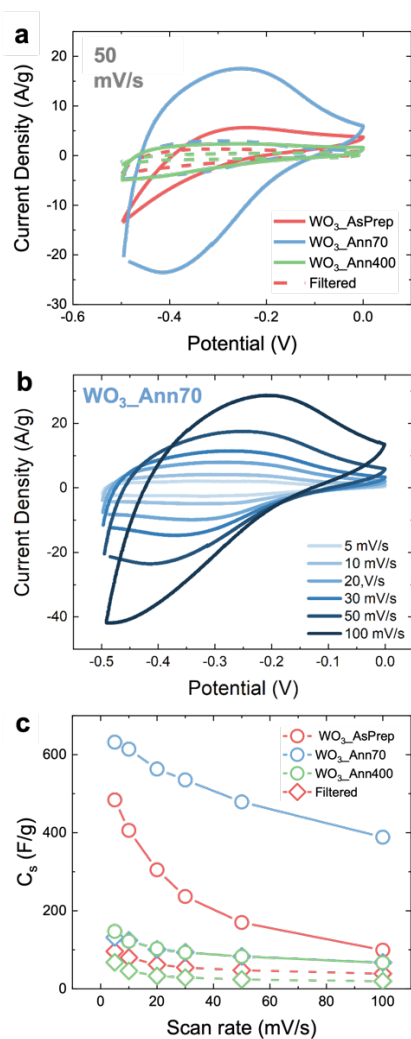 a
50
mV/s
Current Density (A/g)
20
10
0
-10
-20
-30
WO₃_AsPrep
WO₃_Ann70
WO₃_Ann400
Filtered
-0.6 -0.4 -0.2 0.0
Potential (V)
b
WO₃_Ann70
Current Density (A/g)
20
0
-20
-40
5 mV/s
10 mV/s
20,V/s
30 mV/s
50 mV/s
100 mV/s
-0.5 -0.4 -0.3 -0.2 -0.1 0.0
Potential (V)
c
Cₛ (F/g)
600
400
200
0
WO₃_AsPrep
WO₃_Ann70
WO₃_Ann400
Filtered
0 20 40 60 80 100
Scan rate (mV/s)